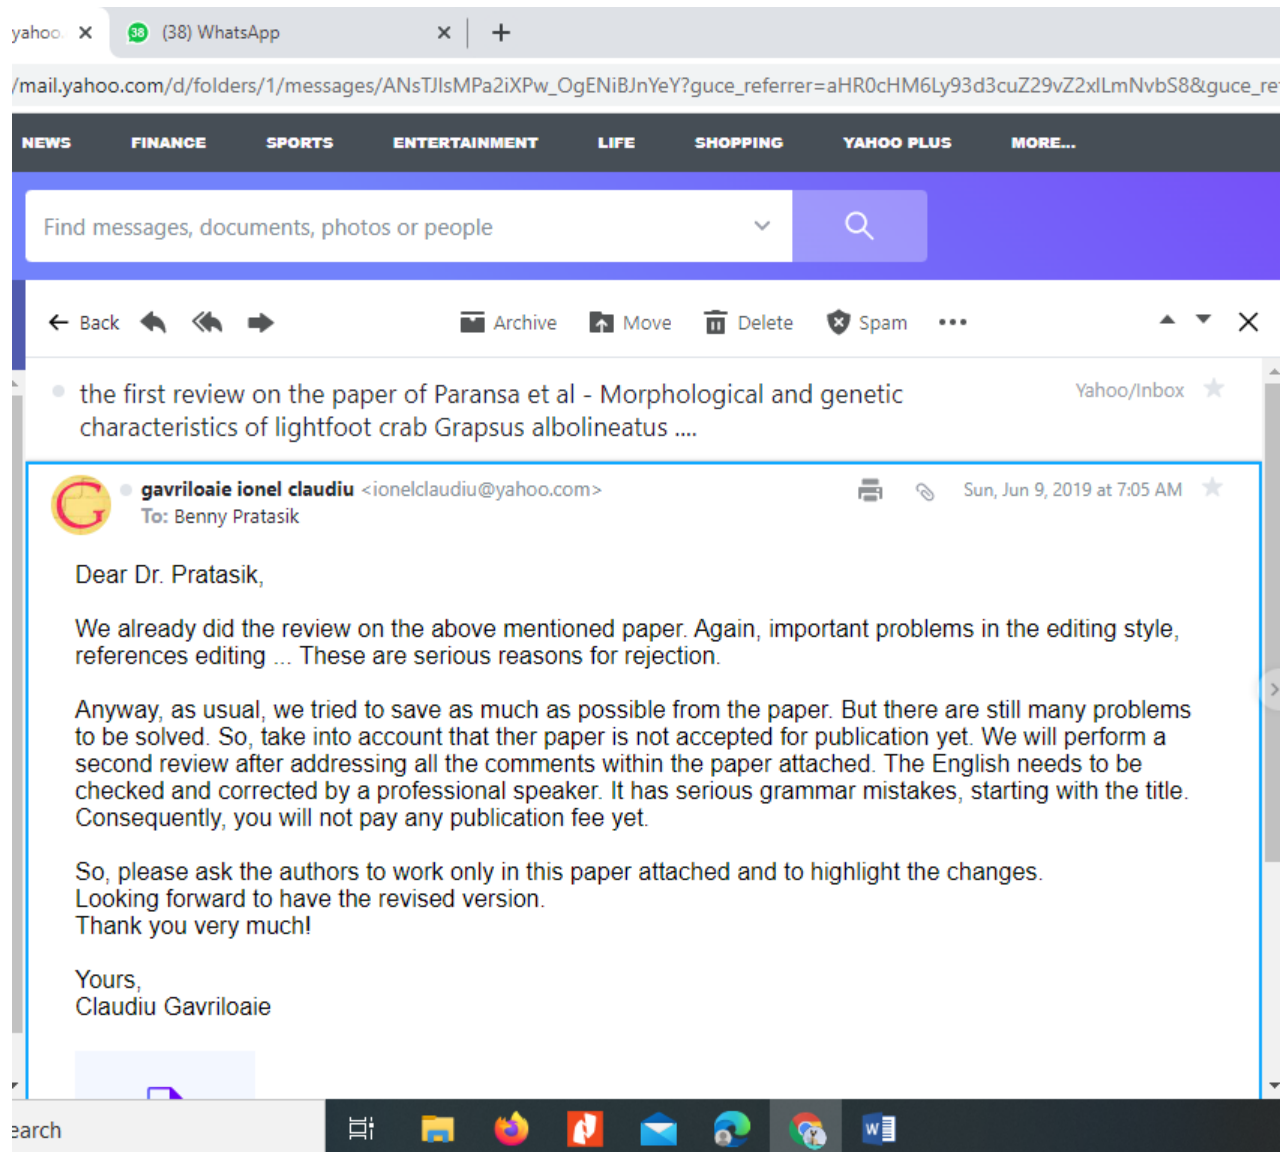 yahoo.
38 (38) WhatsApp
/mail.yahoo.com/d/folders/1/messages/ANsTJIsMPa2iXPw_OgENiBJnYeY?guce_referrer=aHR0cHM6Ly93d3cuZ29vZ2xlLmNvbS8&guce_re
NEWS FINANCE SPORTS ENTERTAINMENT LIFE SHOPPING YAHOO PLUS MORE...
Find messages, documents, photos or people
Back Archive Move Delete Spam
the first review on the paper of Paransa et al - Morphological and genetic
characteristics of lightfoot crab Grapsus albolineatus ....
Yahoo/Inbox
G
gavriloaie ionel claudiu <ionelclaudiu@yahoo.com> Sun, Jun 9, 2019 at 7:05 AM
To: Benny Pratasik
Dear Dr. Pratasik,
We already did the review on the above mentioned paper. Again, important problems in the editing style,
references editing ... These are serious reasons for rejection.
Anyway, as usual, we tried to save as much as possible from the paper. But there are still many problems
to be solved. So, take into account that ther paper is not accepted for publication yet. We will perform a
second review after addressing all the comments within the paper attached. The English needs to be
checked and corrected by a professional speaker. It has serious grammar mistakes, starting with the title.
Consequently, you will not pay any publication fee yet.
So, please ask the authors to work only in this paper attached and to highlight the changes.
Looking forward to have the revised version.
Thank you very much!
Yours,
Claudiu Gavriloaie
earch